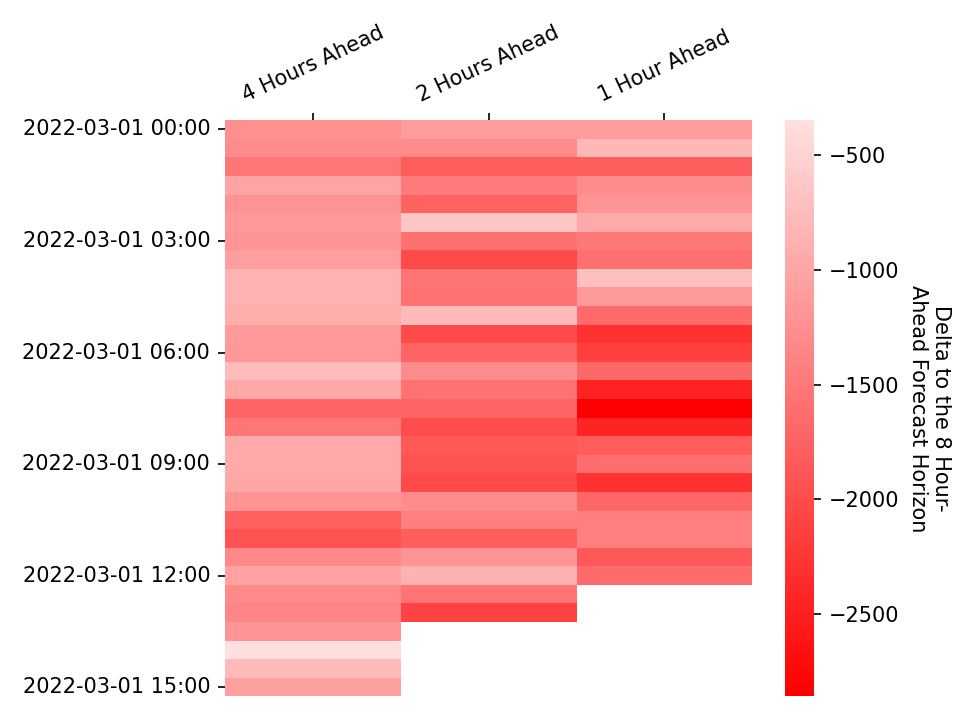 4 Hours Ahead
2 Hours Ahead
1 Hour Ahead
2022-03-01 00:00
2022-03-01 03:00
2022-03-01 06:00
2022-03-01 09:00
2022-03-01 12:00
2022-03-01 15:00
−500
−1000
−1500
−2000
−2500
Delta to the 8 Hour-
Ahead Forecast Horizon